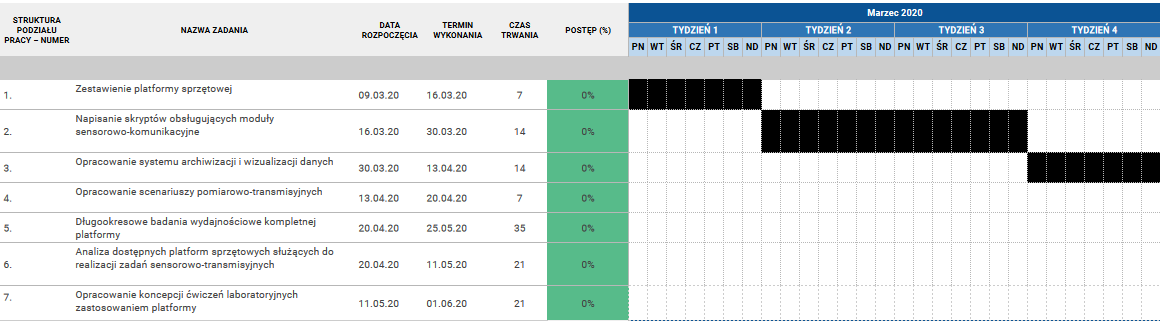 STRUKTURA
PODZIAŁU
PRACY – NUMER
NAZWA ZADANIA
DATA
ROZPOCZĘCIA
TERMIN
WYKONANIA
CZAS
TRWANIA
POSTĘP (%)
Marzec 2020
TYDZIEŃ 1 TYDZIEŃ 2 TYDZIEŃ 3 TYDZIEŃ 4
PN WT ŚR CZ PT SB ND PN WT ŚR CZ PT SB ND PN WT ŚR CZ PT SB ND PN WT ŚR CZ PT SB ND
1. Zestawienie platformy sprzętowej 09.03.20 16.03.20 7 0%
2. Napisanie skryptów obsługujących moduły
sensorowo-komunikacyjne 16.03.20 30.03.20 14 0%
3. Opracowanie systemu archiwizacji i wizualizacji danych 30.03.20 13.04.20 14 0%
4. Opracowanie scenariuszy pomiarowo-transmisyjnych 13.04.20 20.04.20 7 0%
5. Długookresowe badania wydajnościowe kompletnej
platformy 20.04.20 25.05.20 35 0%
6. Analiza dostępnych platform sprzętowych służących do
realizacji zadań sensorowo-transmisyjnych 20.04.20 11.05.20 21 0%
7. Opracowanie koncepcji ćwiczeń laboratoryjnych
zastosowaniem platformy 11.05.20 01.06.20 21 0%